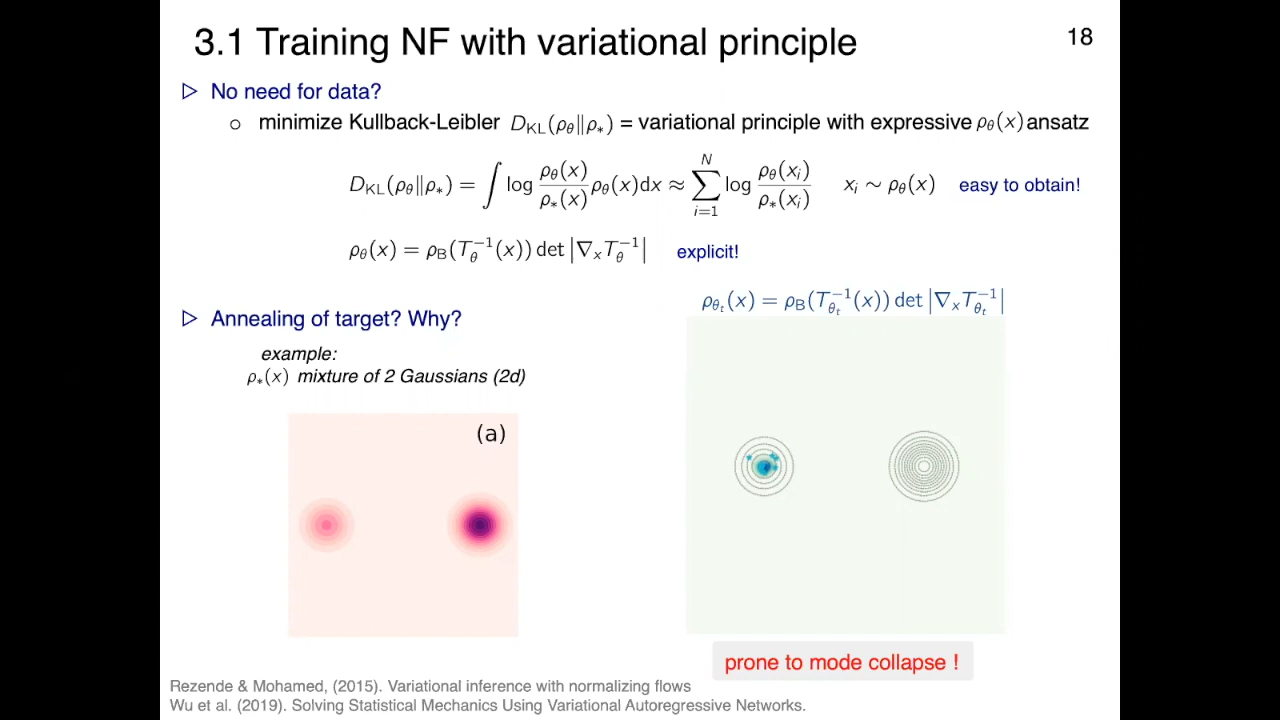 3.1 Training NF with variational principle
18
▷ No need for data?
○ minimize Kullback-Leibler D_KL(ρ_θ‖ρ_*) = variational principle with expressive ρ_θ(x) ansatz
D_KL(ρ_θ‖ρ_*) = ∫ log ρ_θ(x)/ρ_*(x) ρ_θ(x)dx ≈ ∑_{i=1}^{N} log ρ_θ(x_i)/ρ_*(x_i) x_i ∼ ρ_θ(x) easy to obtain!
ρ_θ(x) = ρ_B(T_θ^{-1}(x)) det |∇_x T_θ^{-1}| explicit!
ρ_{θ_t}(x) = ρ_B(T_{θ_t}^{-1}(x)) det |∇_x T_{θ_t}^{-1}|
▷ Annealing of target? Why?
example:
ρ_*(x) mixture of 2 Gaussians (2d)
(a)
prone to mode collapse !
Rezende & Mohamed, (2015). Variational inference with normalizing flows
Wu et al. (2019). Solving Statistical Mechanics Using Variational Autoregressive Networks.